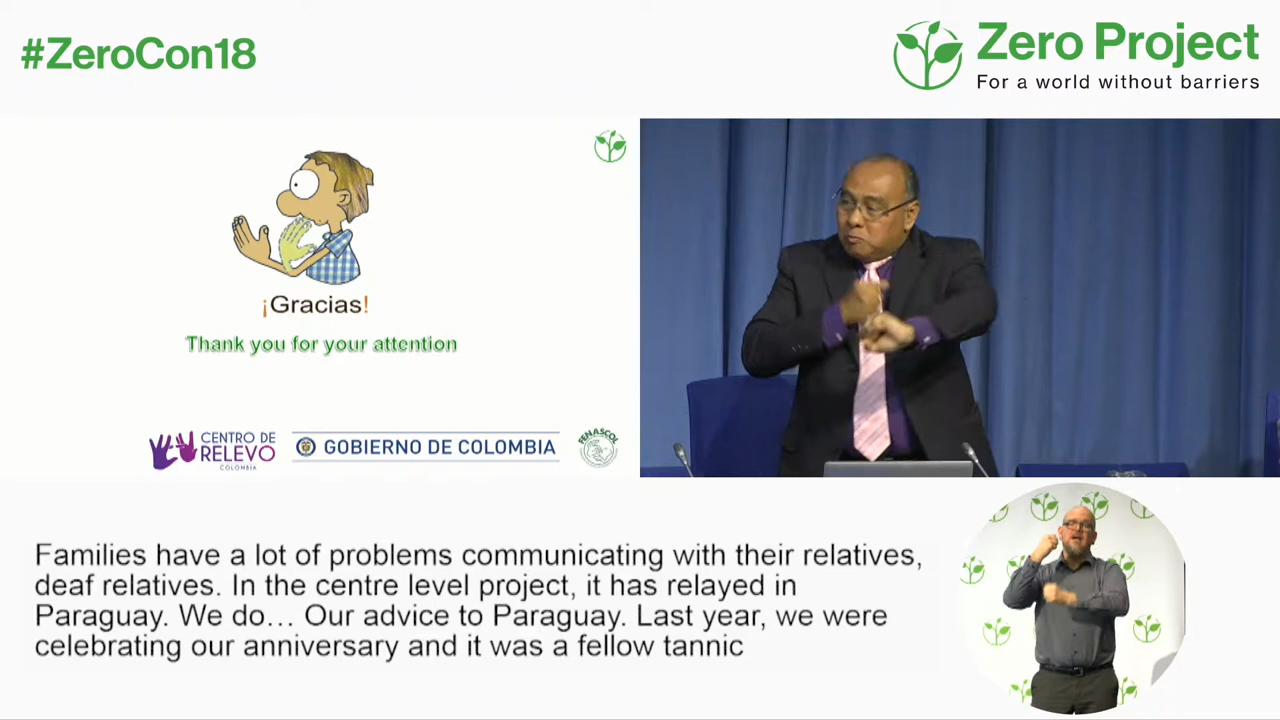 #ZeroCon18
Zero Project
For a world without barriers
¡Gracias!
Thank you for your attention
CENTRO DE
RELEVO
COLOMBIA
GOBIERNO DE COLOMBIA
FENASCOL
Families have a lot of problems communicating with their relatives,
deaf relatives. In the centre level project, it has relayed in
Paraguay. We do… Our advice to Paraguay. Last year, we were
celebrating our anniversary and it was a fellow tannic